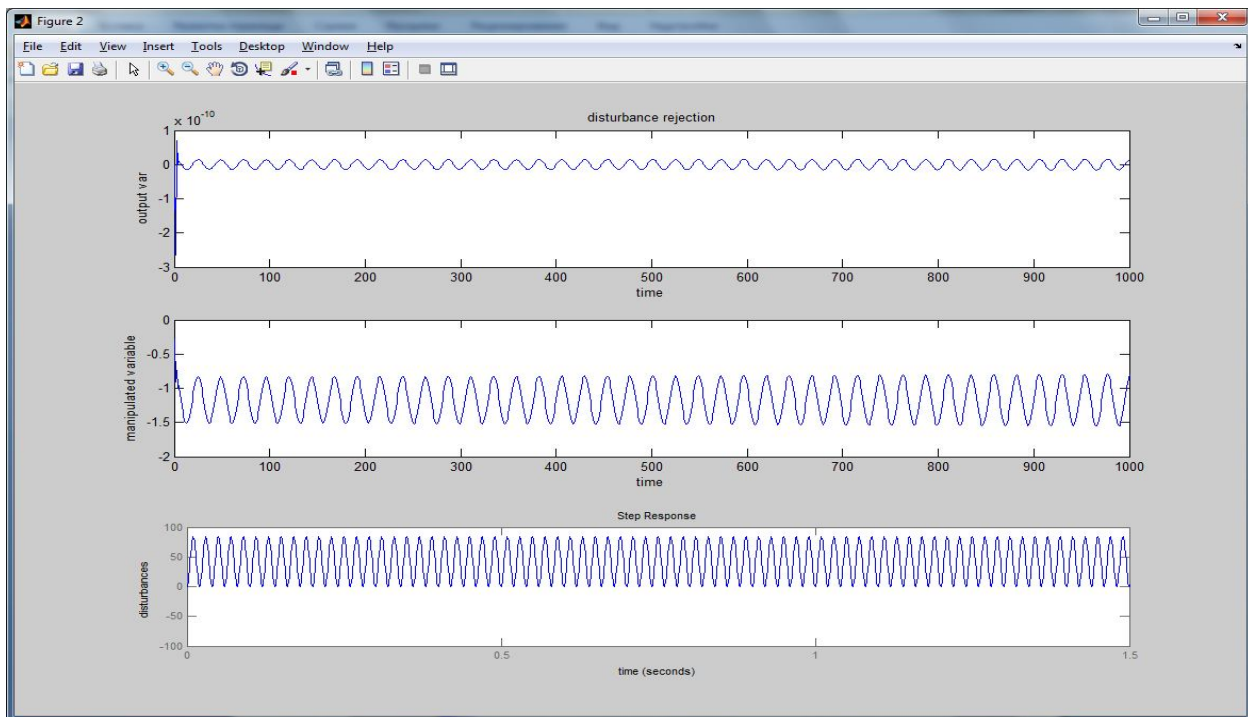 Figure 2
File Edit View Insert Tools Desktop Window Help
disturbance rejection
× 10^-10
1
0
-1
-2
-3
output var
0 100 200 300 400 500 600 700 800 900 1000
time
0
-0.5
-1
-1.5
-2
manipulated variable
0 100 200 300 400 500 600 700 800 900 1000
time
Step Response
100
50
0
-50
-100
disturbances
0 0.5 1 1.5
time (seconds)